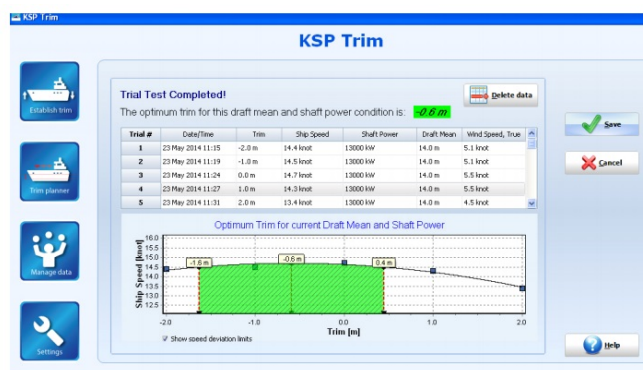 KSP Trim
KSP Trim
Establish trim
Trim planner
Manage data
Settings
Trial Test Completed!
Delete data
The optimum trim for this draft mean and shaft power condition is: -0.6 m
Trial # Date/Time Trim Ship Speed Shaft Power Draft Mean Wind Speed, True
1 23 May 2014 11:15 -2.0 m 14.4 knot 13000 kW 14.0 m 5.1 knot
2 23 May 2014 11:19 -1.0 m 14.5 knot 13000 kW 14.0 m 5.1 knot
3 23 May 2014 11:24 0.0 m 14.7 knot 13000 kW 14.0 m 5.5 knot
4 23 May 2014 11:27 1.0 m 14.3 knot 13000 kW 14.0 m 5.5 knot
5 23 May 2014 11:31 2.0 m 13.4 knot 13000 kW 14.0 m 4.5 knot
Optimum Trim for current Draft Mean and Shaft Power
Ship Speed [knot]
16.0
15.5
15.0
14.5
14.0
13.5
13.0
12.5
-1.6 m
-0.6 m
0.4 m
-2.0 -1.0 0.0 1.0 2.0
Trim [m]
Show speed deviation limits
Save
Cancel
Help